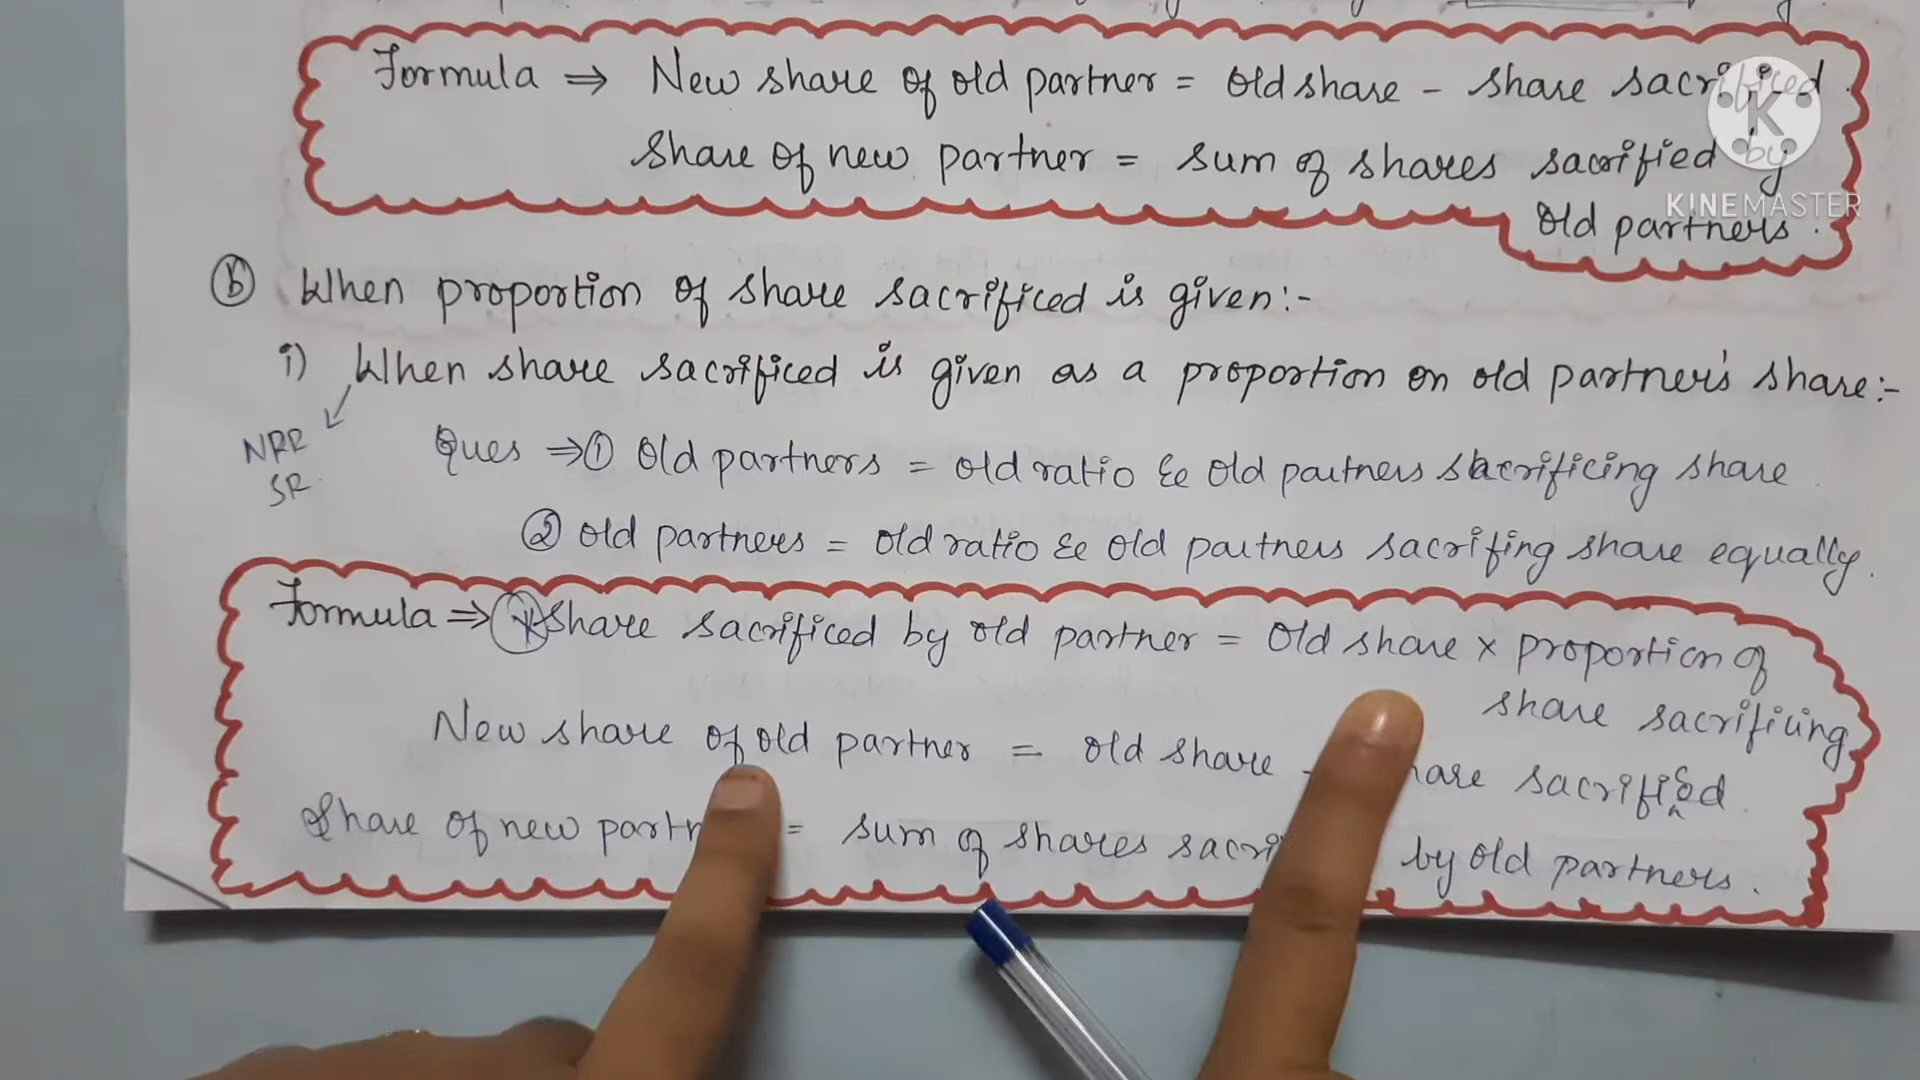 Formula ⇒ New share of old partner = Old share - share sacrificed.
Share of new partner = sum of shares sacrified by
Old partners.
K
KINEMASTER
ⓑ When proportion of share sacrificed is given:-
i) When share sacrificed is given as a proportion on old partner's share:-
NRR
SR
Ques ⇒① Old partners = old ratio & Old partners sacrificing share
② Old partners = old ratio & Old partners sacrifing share equally.
Formula ⇒ Share sacrificed by old partner = Old share x proportion of
share sacrificing
New share of old partner = old share - hare sacrificed.
Share of new partn = sum of shares sacri by old partners.